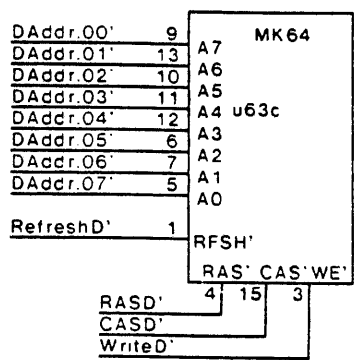 DAddr.00' 9 MK64
DAddr.01' 13 A7
DAddr.02' 10 A6
DAddr.03' 11 A5
DAddr.04' 12 A4 u63c
DAddr.05' 6 A3
DAddr.06' 7 A2
DAddr.07' 5 A1
A0
RefreshD' 1 RFSH'
RAS' CAS' WE'
4 15 3
RASD'
CASD'
WriteD'